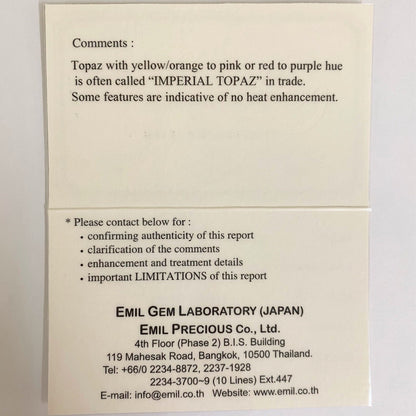 Comments :
Topaz with yellow/orange to pink or red to purple hue
is often called “IMPERIAL TOPAZ” in trade.
Some features are indicative of no heat enhancement.
* Please contact below for :
• confirming authenticity of this report
• clarification of the comments
• enhancement and treatment details
• important LIMITATIONS of this report
EMIL GEM LABORATORY (JAPAN)
EMIL PRECIOUS CO., Ltd.
4th Floor (Phase 2) B.I.S. Building
119 Mahesak Road, Bangkok, 10500 Thailand.
Tel: +66/0 2234-8872, 2237-1928
2234-3700~9 (10 Lines) Ext.447
E-mail: info@emil.co.th Website: www.emil.co.th